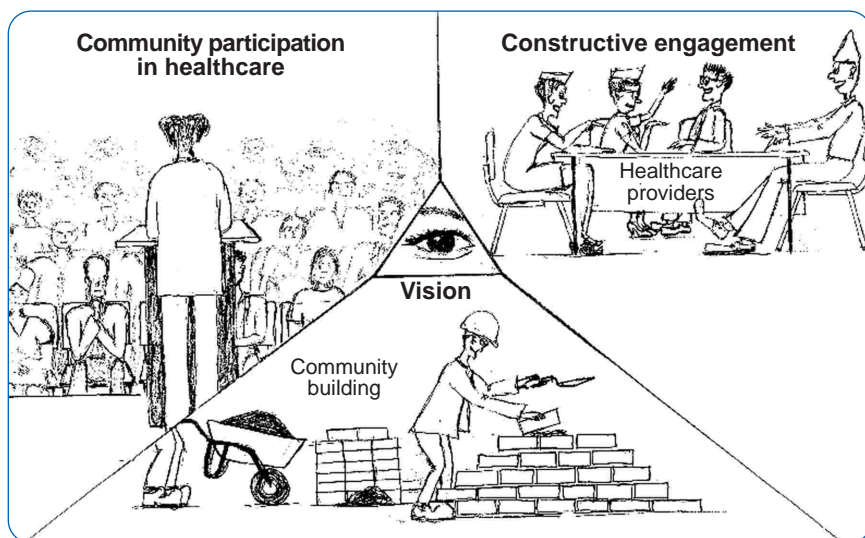 Community participation
in healthcare
Constructive engagement
Healthcare
providers
Vision
Community
building